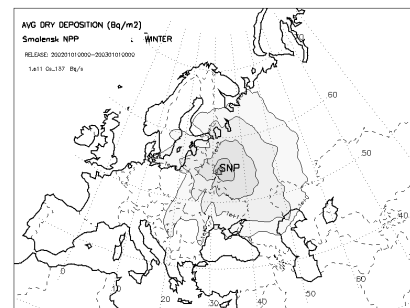 AVG DRY DEPOSITION (Bq/m2)
Smolensk NPP : WINTER
RELEASE: 200201010000-200301010000
1.e11 Cs_137 Bq/s
60
50
SNP
40
0
10
20
30
40
50
60